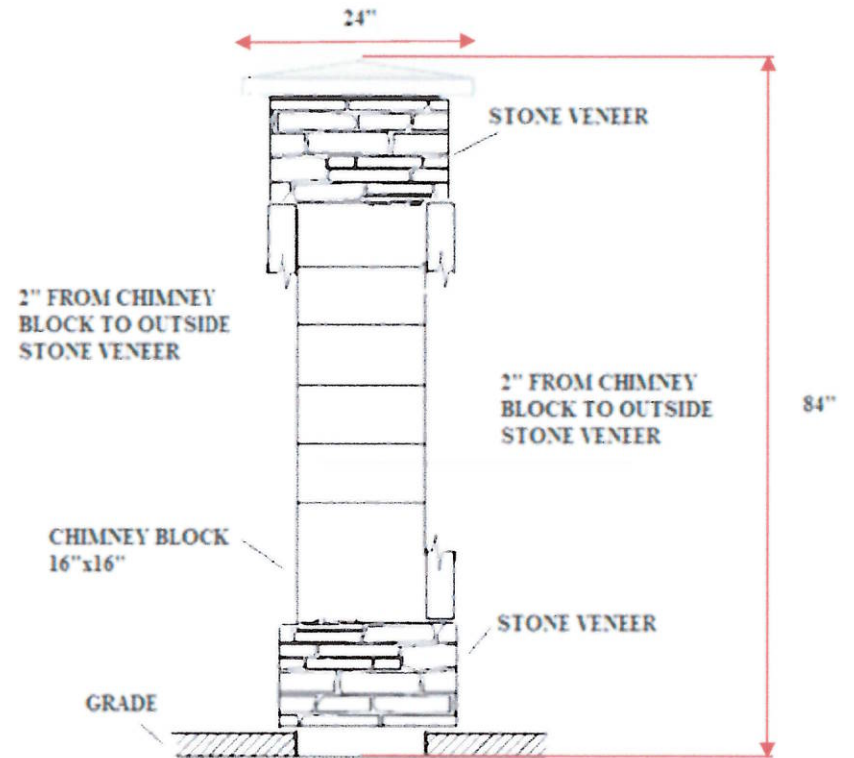 24"
STONE VENEER
2" FROM CHIMNEY
BLOCK TO OUTSIDE
STONE VENEER
2" FROM CHIMNEY
BLOCK TO OUTSIDE
STONE VENEER
84"
CHIMNEY BLOCK
16"x16"
STONE VENEER
GRADE